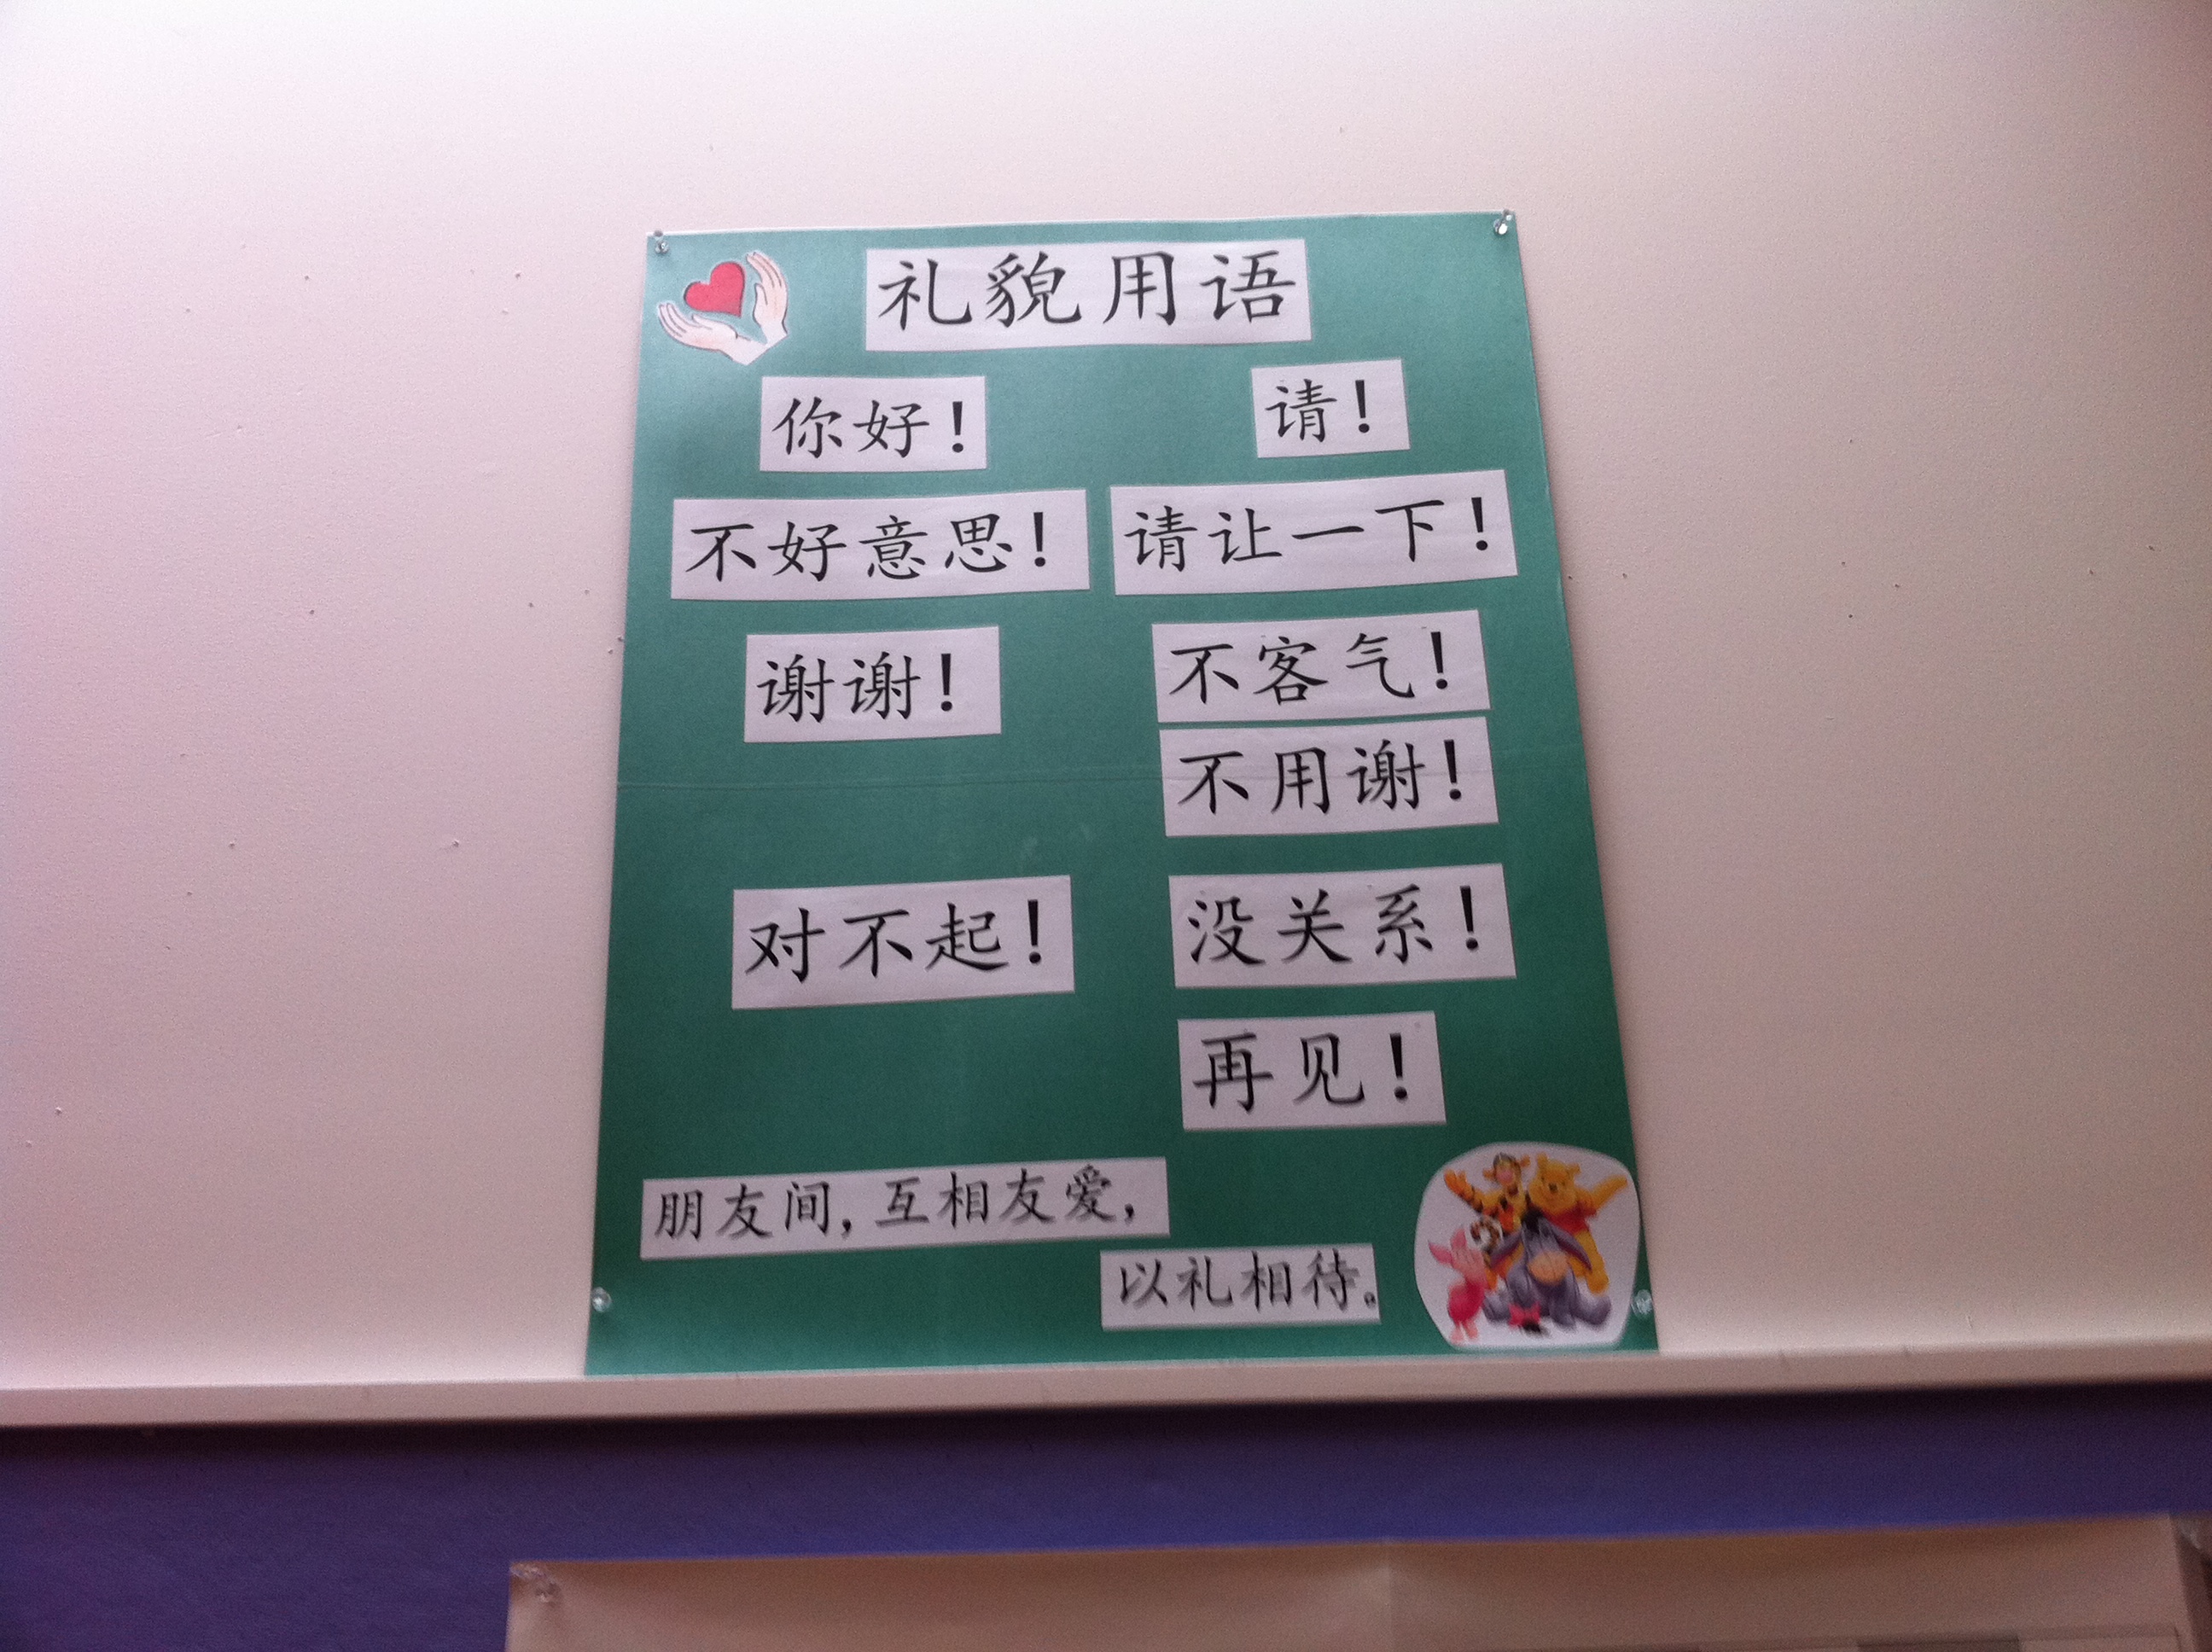 礼貌用语
你好！
请！
不好意思！
请让一下！
谢谢！
不客气！
不用谢！
对不起！
没关系！
再见！
朋友间，互相友爱，
以礼相待。